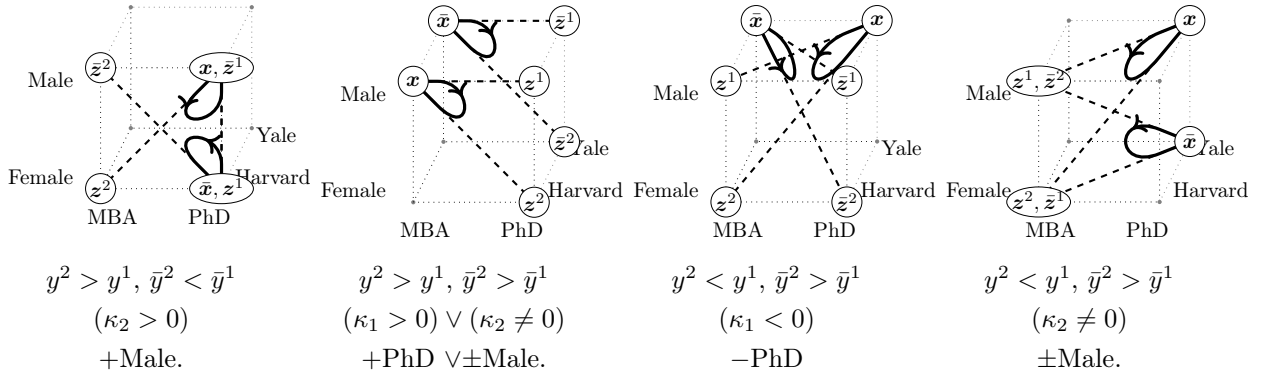 z̄² x, z̄¹
Male
Yale
Female z² x̄, z¹ Harvard
MBA PhD
y² > y¹, ȳ² < ȳ¹
(κ₂ > 0)
+Male.
x̄ z̄¹
x z¹
Male
z̄² Yale
Female z² Harvard
MBA PhD
y² > y¹, ȳ² > ȳ¹
(κ₁ > 0) ∨ (κ₂ ≠ 0)
+PhD ∨±Male.
x̄ x
z¹ z̄¹
Male
Yale
Female z² z̄² Harvard
MBA PhD
y² < y¹, ȳ² > ȳ¹
(κ₁ < 0)
−PhD
x
z¹, z̄²
Male
x̄ Yale
Female z², z̄¹ Harvard
MBA PhD
y² < y¹, ȳ² > ȳ¹
(κ₂ ≠ 0)
±Male.